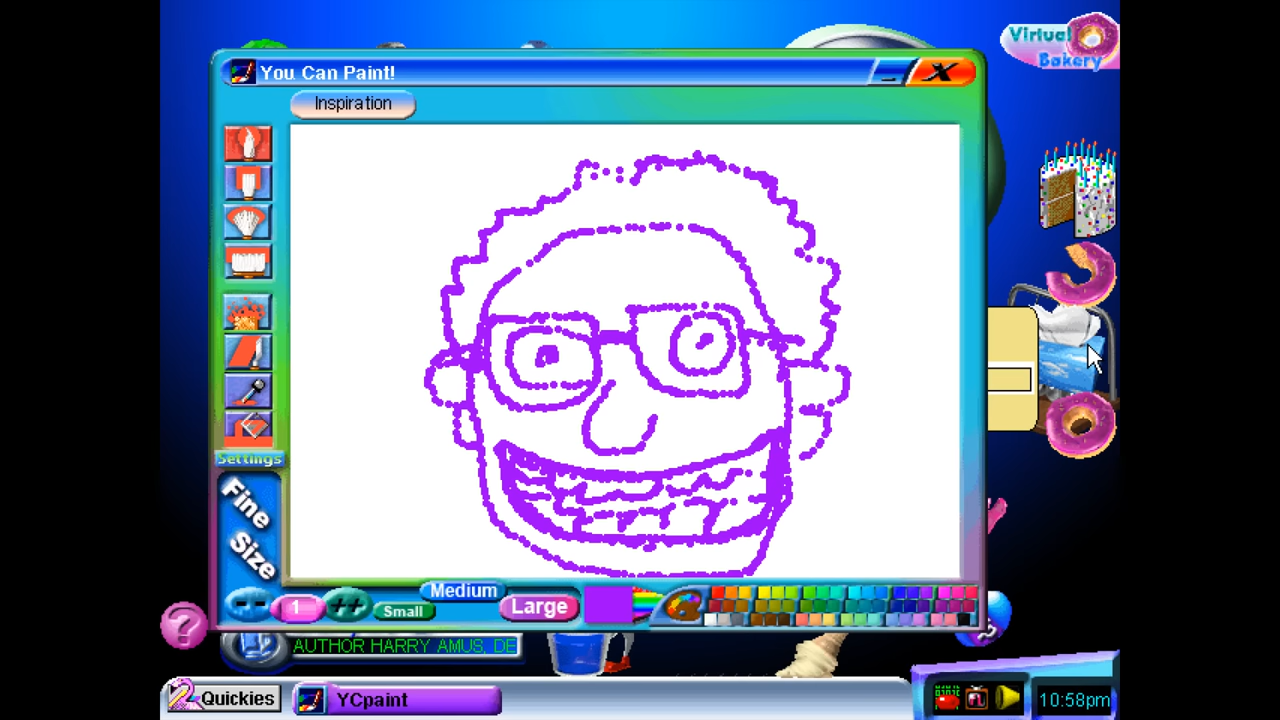 You Can Paint!
Virtual
Bakery
Inspiration
Settings
Fine
Size
1
Small
Medium
Large
AUTHOR HARRY AMUS, DE
Quickies
YCpaint
10:58pm